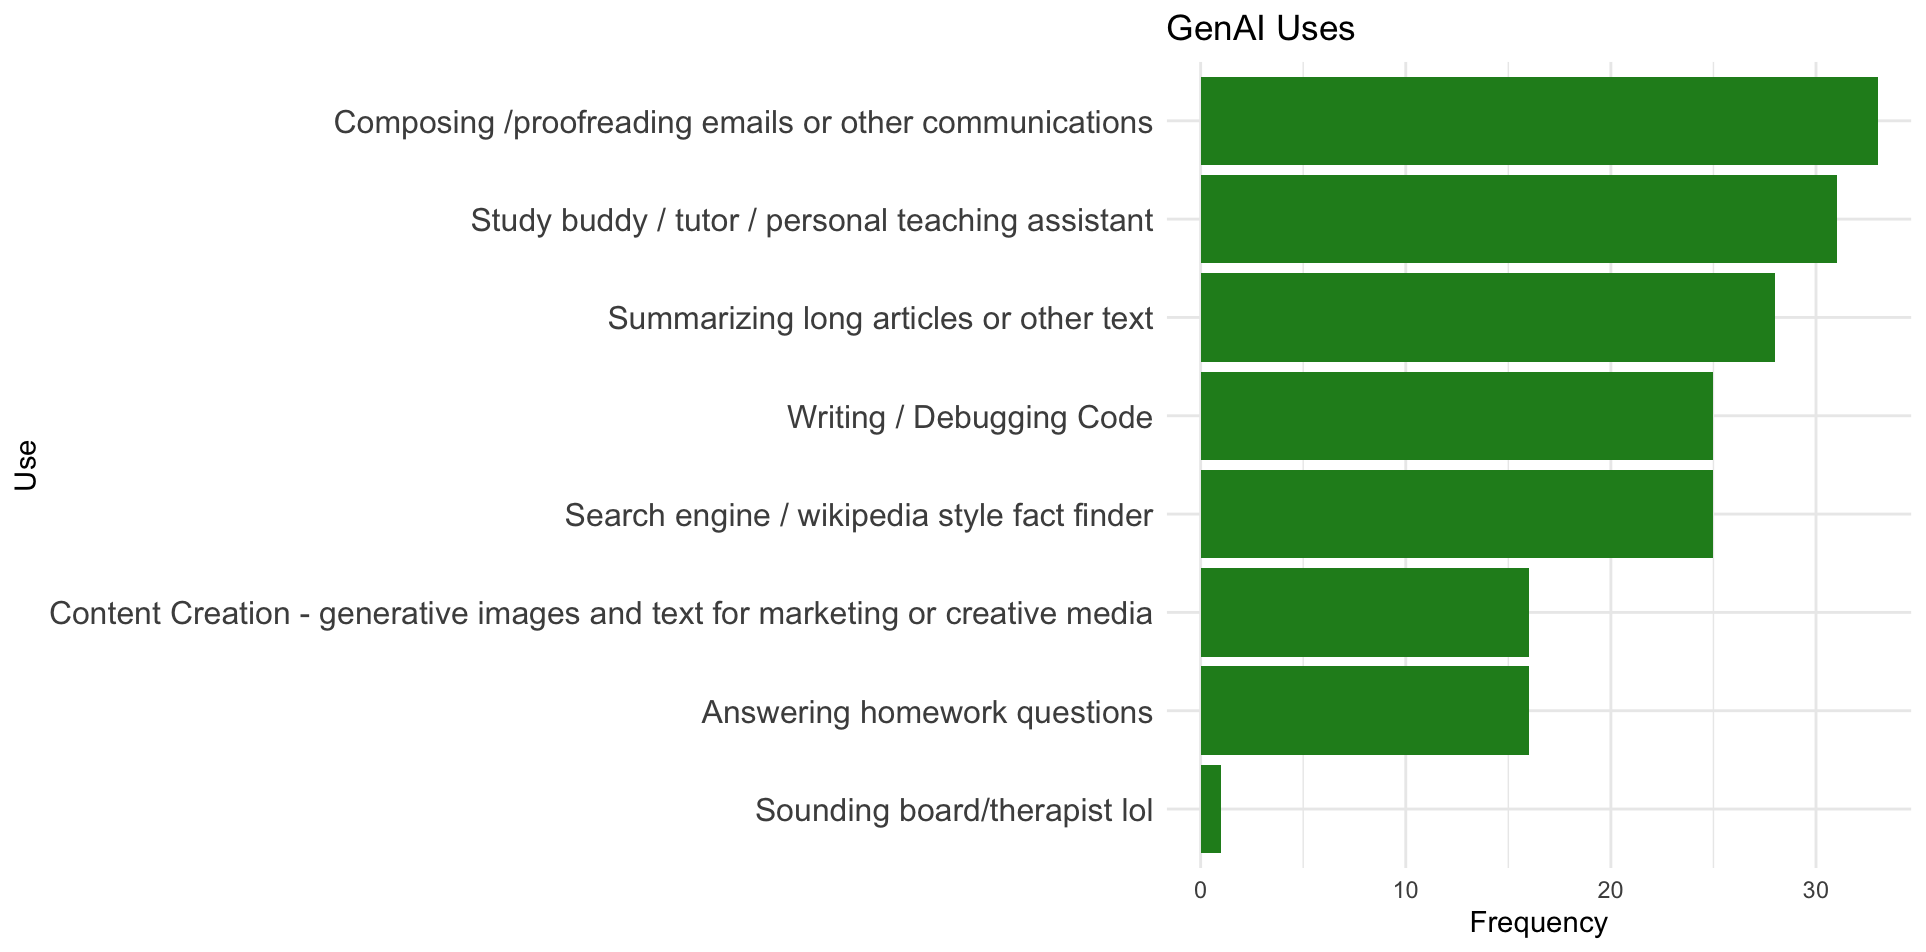 GenAI Uses
Composing /proofreading emails or other communications
Study buddy / tutor / personal teaching assistant
Summarizing long articles or other text
Writing / Debugging Code
Search engine / wikipedia style fact finder
Content Creation - generative images and text for marketing or creative media
Answering homework questions
Sounding board/therapist lol
Use
0 10 20 30
Frequency